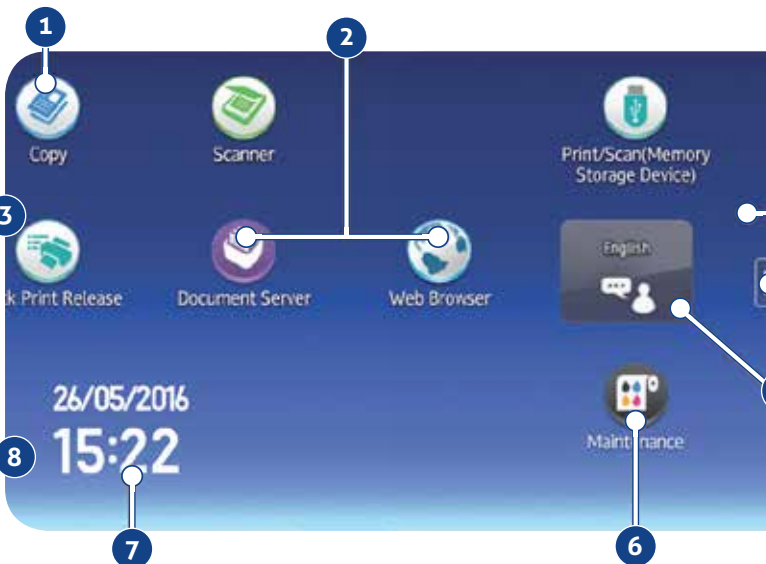 1
2
Copy
Scanner
Print/Scan(Memory
Storage Device)
3
English
k Print Release
Document Server
Web Browser
26/05/2016
15:22
Maintenance
8
7
6